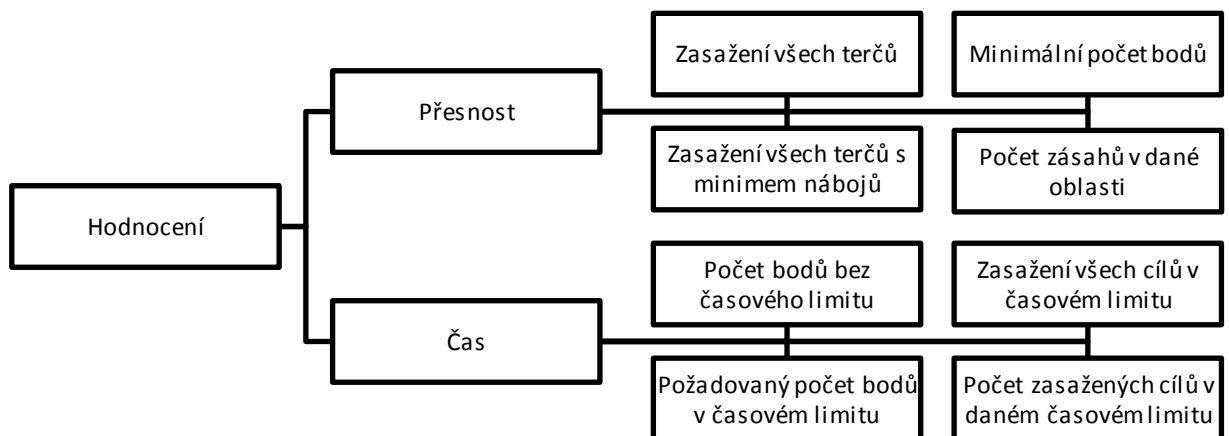 Zasažení všech terčů
Minimální počet bodů
Přesnost
Zasažení všech terčů s
minimem nábojů
Počet zásahů v dané
oblasti
Hodnocení
Počet bodů bez
časového limitu
Zasažení všech cílů v
časovém limitu
Čas
Požadovaný počet bodů
v časovém limitu
Počet zasažených cílů v
daném časovém limitu